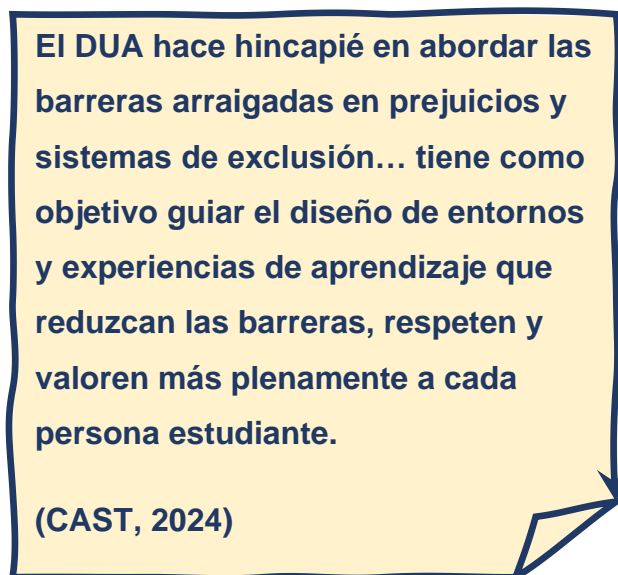 El DUA hace hincapié en abordar las
barreras arraigadas en prejuicios y
sistemas de exclusión… tiene como
objetivo guiar el diseño de entornos
y experiencias de aprendizaje que
reduzcan las barreras, respeten y
valoren más plenamente a cada
persona estudiante.
(CAST, 2024)